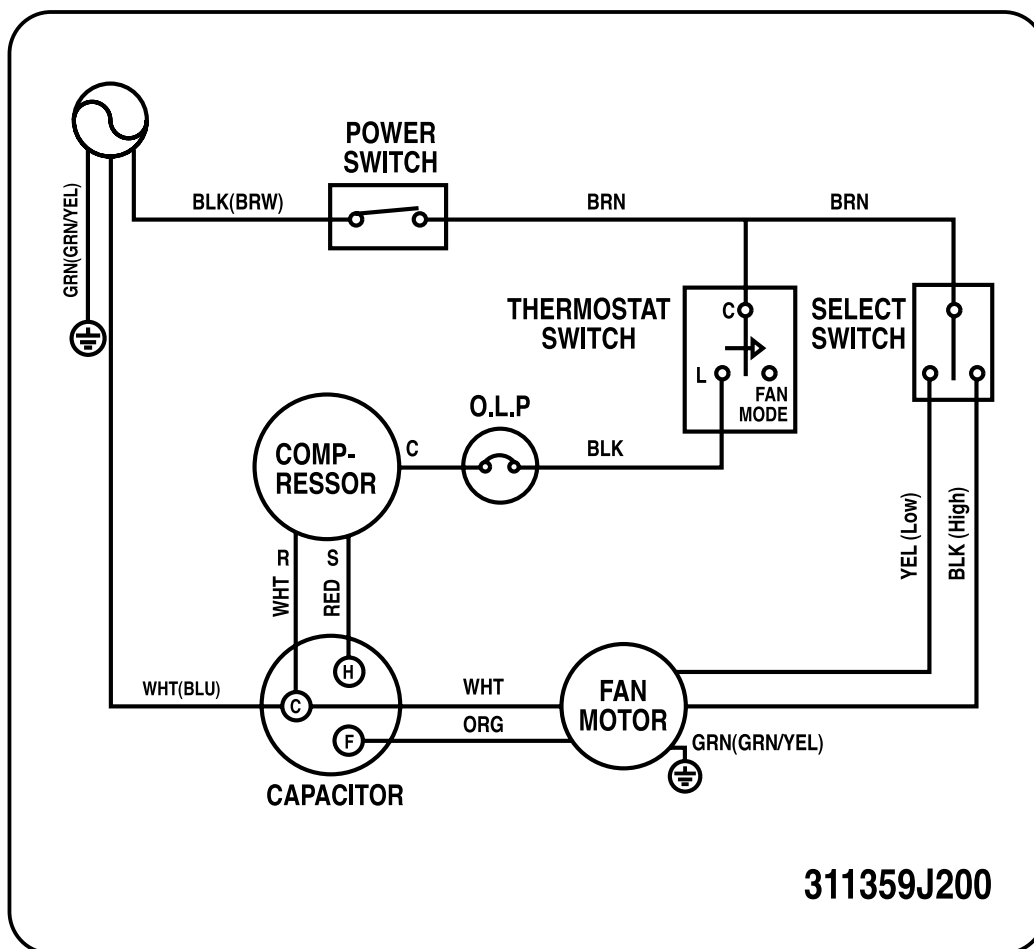 POWER
SWITCH
BLK(BRW)
BRN
BRN
GRN(GRN/YEL)
THERMOSTAT
SWITCH
C
L
FAN
MODE
SELECT
SWITCH
O.L.P
COMP-
RESSOR
C
BLK
YEL (Low)
BLK (High)
R
S
WHT
RED
H
WHT(BLU)
C
WHT
FAN
MOTOR
F
ORG
GRN(GRN/YEL)
CAPACITOR
311359J200